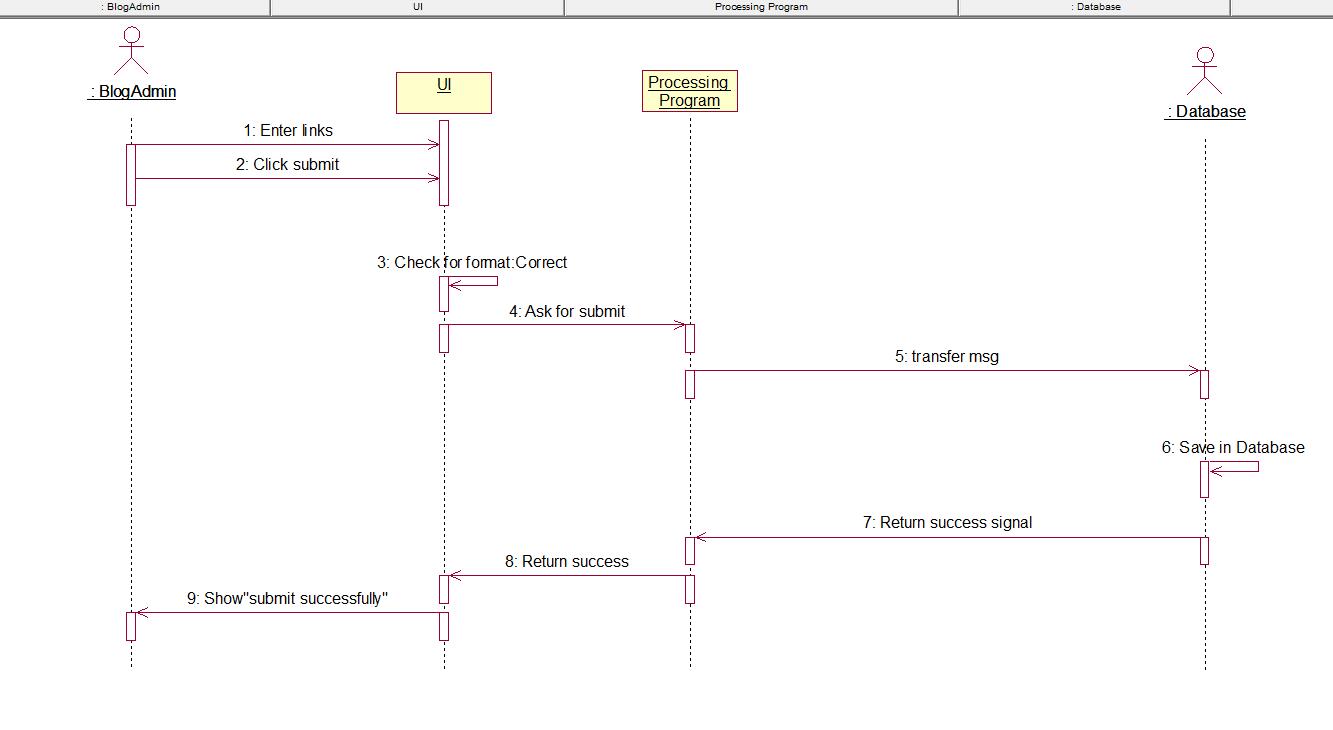 : BlogAdmin
UI
Processing Program
: Database
: BlogAdmin
UI
Processing
Program
: Database
1: Enter links
2: Click submit
3: Check for format:Correct
4: Ask for submit
5: transfer msg
6: Save in Database
7: Return success signal
8: Return success
9: Show"submit successfully"